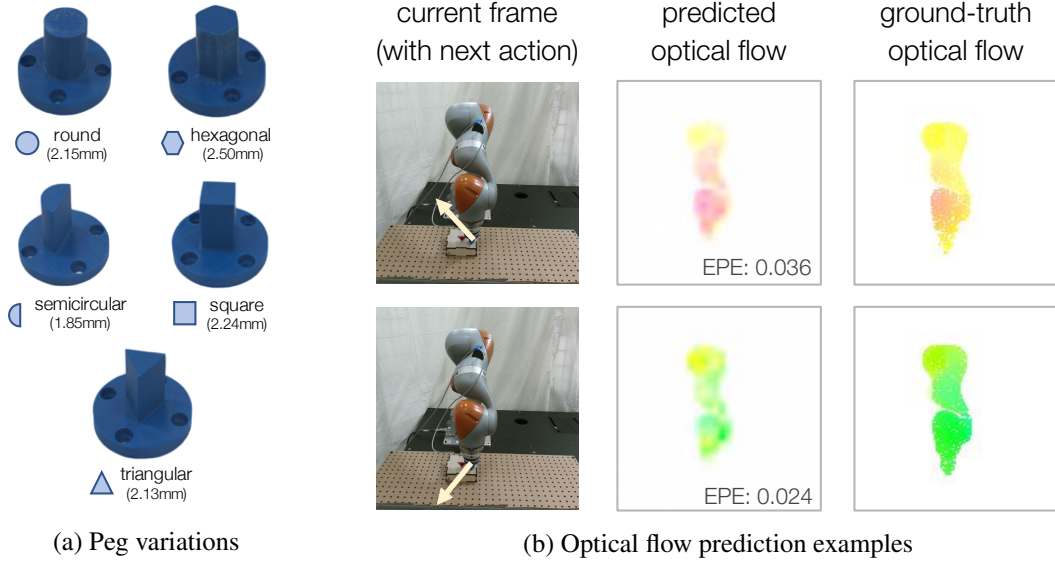 round
(2.15mm)
hexagonal
(2.50mm)
semicircular
(1.85mm)
square
(2.24mm)
triangular
(2.13mm)
(a) Peg variations
current frame
(with next action)
predicted
optical flow
ground-truth
optical flow
EPE: 0.036
EPE: 0.024
(b) Optical flow prediction examples